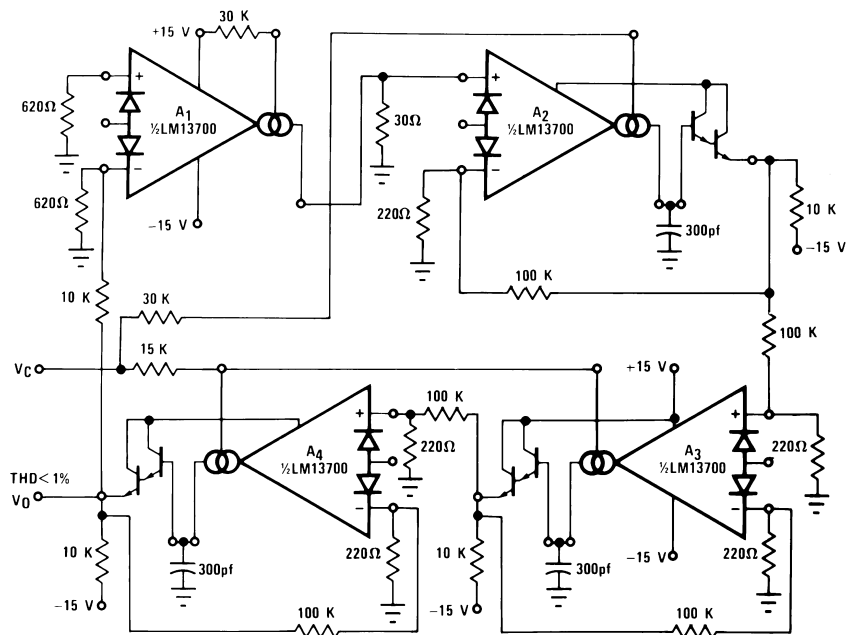 30 K
+15 V
A1
½LM13700
620Ω
620Ω
−15 V
+
−
30Ω
A2
½LM13700
+
−
220Ω
300pf
10 K
−15 V
100 K
10 K
30 K
15 K
VC
100 K
+15 V
100 K
A4
½LM13700
+
−
220Ω
A3
½LM13700
+
−
220Ω
THD<1%
VO
10 K
−15 V
300pf
220Ω
10 K
−15 V
300pf
−15 V
220Ω
100 K
100 K